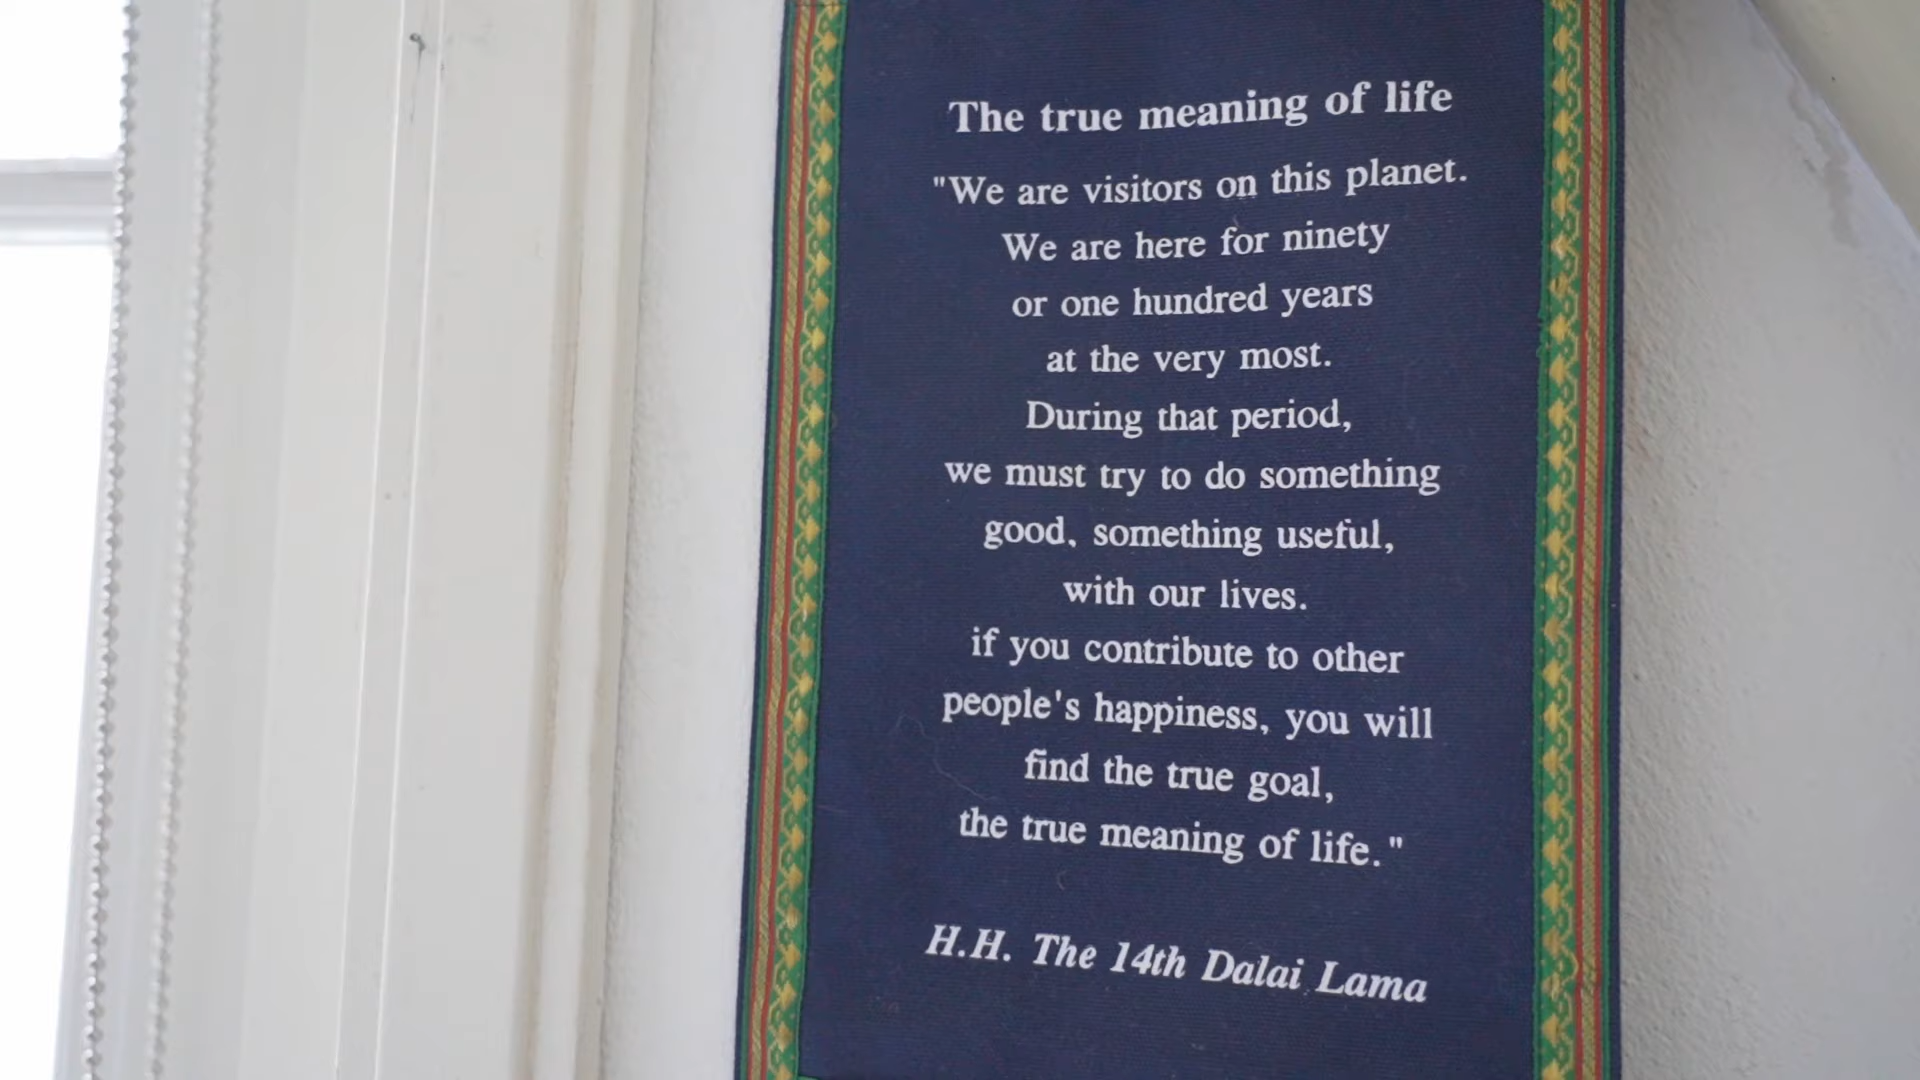 The true meaning of life
"We are visitors on this planet.
We are here for ninety
or one hundred years
at the very most.
During that period,
we must try to do something
good, something useful,
with our lives.
if you contribute to other
people's happiness, you will
find the true goal,
the true meaning of life."
H.H. The 14th Dalai Lama